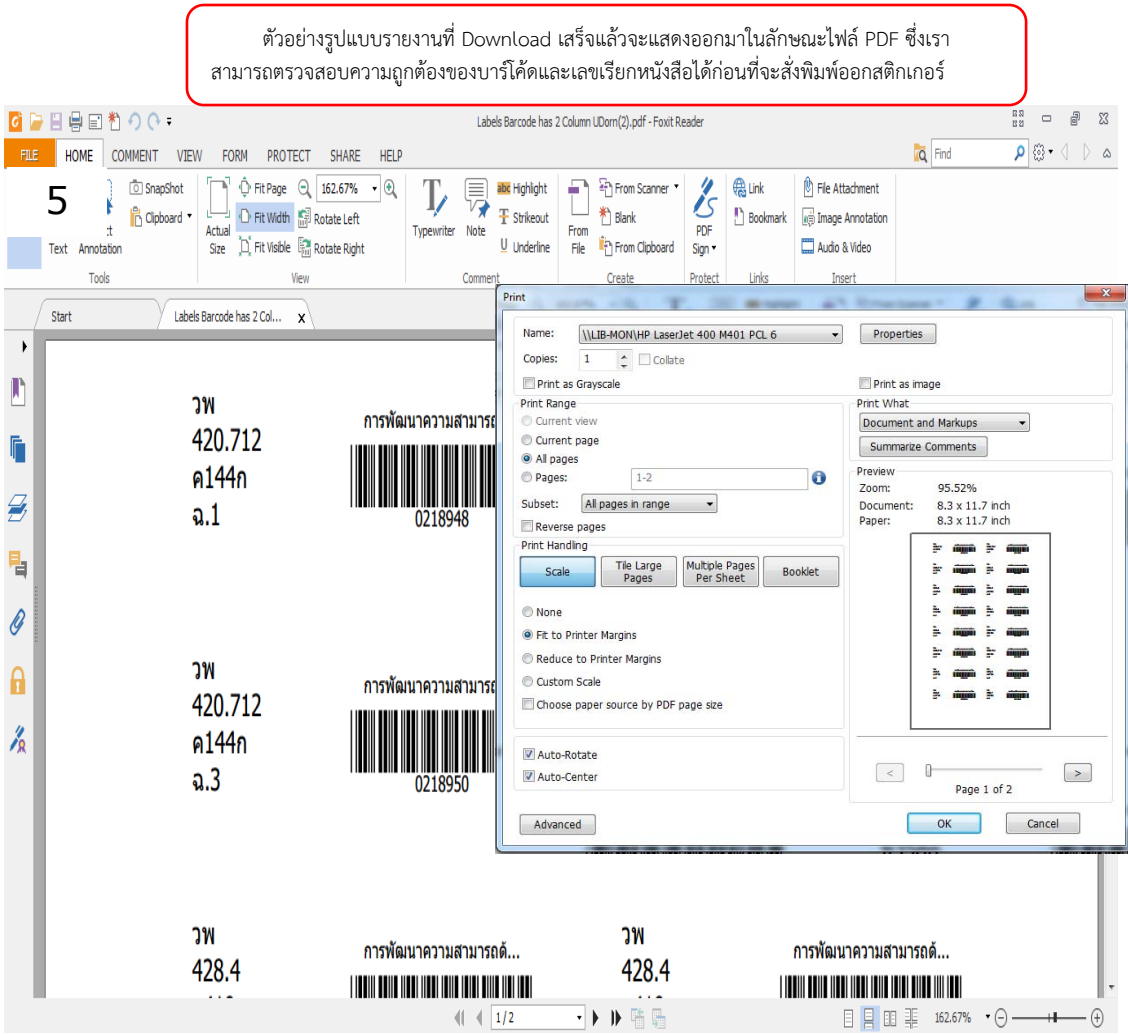 ตัวอย่างรูปแบบรายงานที่ Download เสร็จแล้วจะแสดงออกมาในลักษณะไฟล์ PDF ซึ่งเรา
สามารถตรวจสอบความถูกต้องของบาร์โค้ดและเลขเรียกหนังสือได้ก่อนที่จะสั่งพิมพ์ออกสติกเกอร์
Labels Barcode has 2 Column UDorn(2).pdf - Foxit Reader
FILE HOME COMMENT VIEW FORM PROTECT SHARE HELP Find
5
SnapShot
Clipboard
Text Annotation
Tools
Actual Size
Fit Page
Fit Width
Fit Visible
162.67%
Rotate Left
Rotate Right
View
Typewriter
Note
Highlight
Strikeout
Underline
Comment
From File
From Scanner
Blank
From Clipboard
Create
PDF Sign
Protect
Link
Bookmark
Links
File Attachment
Image Annotation
Audio & Video
Insert
Start
Labels Barcode has 2 Col... x
วพ
420.712
ค144ก
ฉ.1
การพัฒนาความสามารถ
0218948
วพ
420.712
ค144ก
ฉ.3
การพัฒนาความสามารถ
0218950
วพ
428.4
การพัฒนาความสามารถด้...
วพ
428.4
การพัฒนาความสามารถด้...
Print
Name: \\LIB-MON\HP LaserJet 400 M401 PCL 6 Properties
Copies: 1 Collate
Print as Grayscale
Print as image
Print Range
Current view
Current page
All pages
Pages: 1-2
Subset: All pages in range
Reverse pages
Print Handling
Scale
Tile Large Pages
Multiple Pages Per Sheet
Booklet
None
Fit to Printer Margins
Reduce to Printer Margins
Custom Scale
Choose paper source by PDF page size
Auto-Rotate
Auto-Center
Advanced
Print What
Document and Markups
Summarize Comments
Preview
Zoom: 95.52%
Document: 8.3 x 11.7 inch
Paper: 8.3 x 11.7 inch
< >
Page 1 of 2
OK Cancel
1/2
162.67%